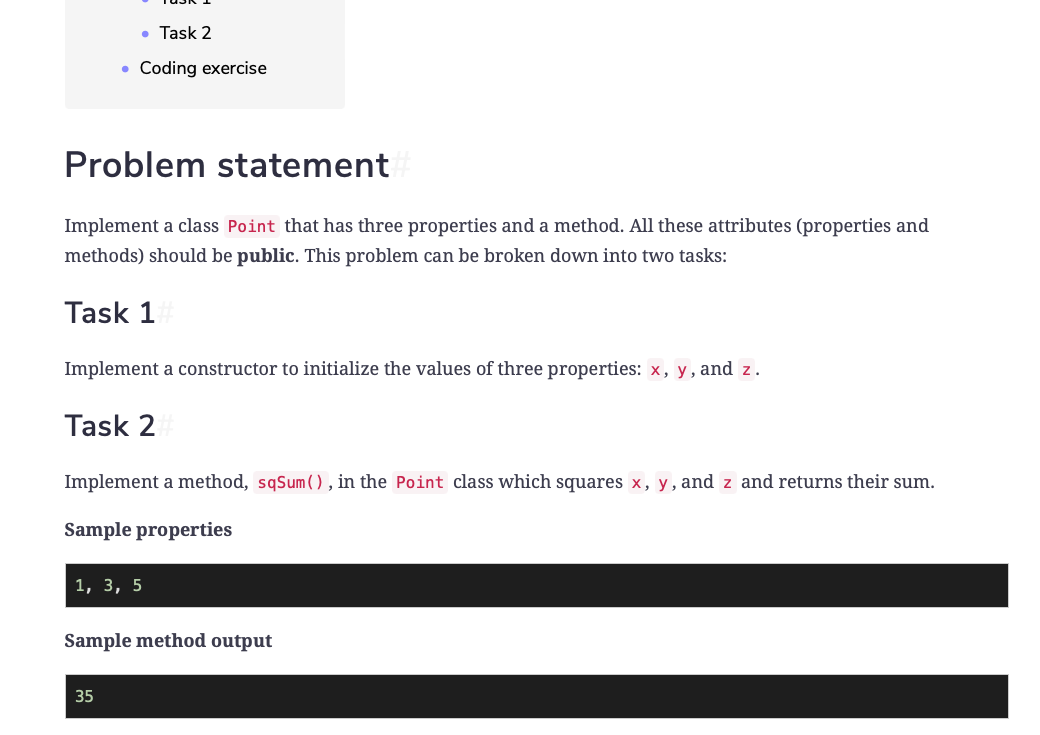 Task 1
Task 2
Coding exercise
Problem statement#
Implement a class Point that has three properties and a method. All these attributes (properties and
methods) should be public. This problem can be broken down into two tasks:
Task 1#
Implement a constructor to initialize the values of three properties: x, y, and z.
Task 2#
Implement a method, sqSum(), in the Point class which squares x, y, and z and returns their sum.
Sample properties
1, 3, 5
Sample method output
35